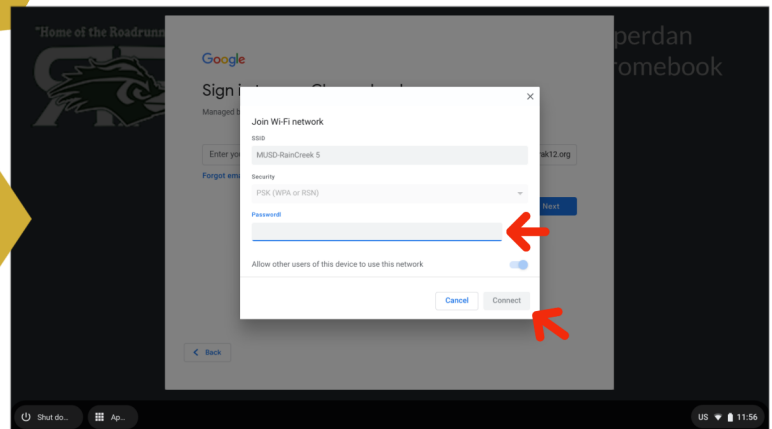 "Home of the Roadrunn
perdan
romebook
Google
Sign i
Managed b
Enter you
rak12.org
Forgot ema
Next
Join Wi-Fi network
SSID
MUSD-RainCreek 5
Security
PSK (WPA or RSN)
Password
Allow other users of this device to use this network
Cancel
Connect
Back
Shut do...
Ap...
US
11:56